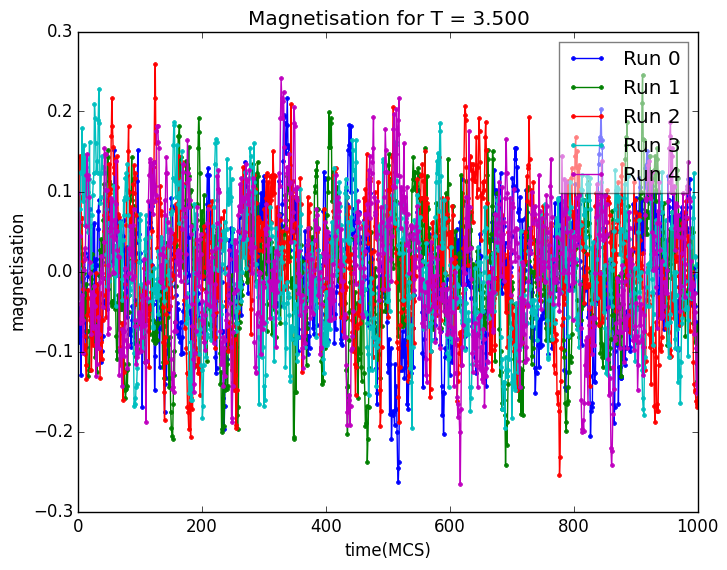 Magnetisation for T = 3.500
magnetisation
0.3
0.2
0.1
0.0
−0.1
−0.2
−0.3
Run 0
Run 1
Run 2
Run 3
Run 4
0 200 400 600 800 1000
time(MCS)